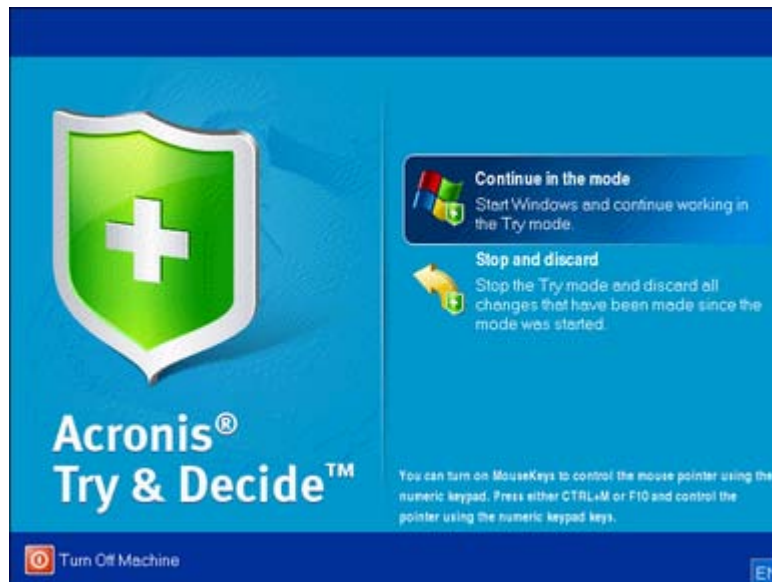 Continue in the mode
Start Windows and continue working in
the Try mode.
Stop and discard
Stop the Try mode and discard all
changes that have been made since the
mode was started.
Acronis®
Try & Decide™
You can turn on MouseKeys to control the mouse pointer using the
numeric keypad. Press either CTRL+M or F10 and control the
pointer using the numeric keypad keys.
Turn Off Machine
EN